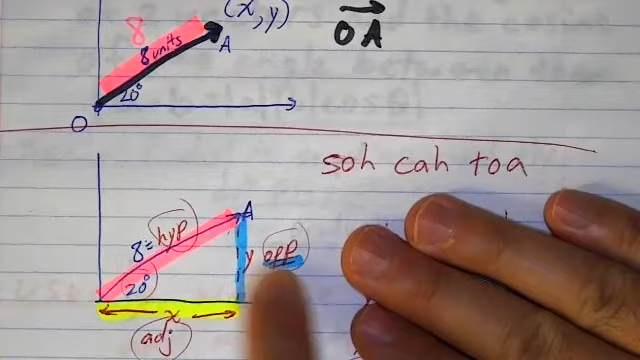 (x, y)
8
8 units
A
20°
O
OA
soh cah toa
A
8 = hyp
y opp
20°
x
adj